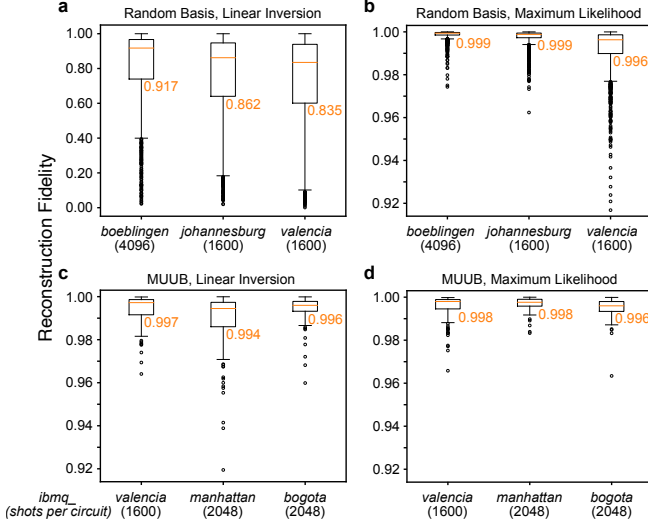 a
Random Basis, Linear Inversion
b
Random Basis, Maximum Likelihood
Reconstruction Fidelity
1.00
0.80
0.60
0.40
0.20
0.00
0.917
0.862
0.835
boeblingen johannesburg valencia
(4096) (1600) (1600)
1.00
0.98
0.96
0.94
0.92
0.999
0.999
0.996
boeblingen johannesburg valencia
(4096) (1600) (1600)
c
MUUB, Linear Inversion
d
MUUB, Maximum Likelihood
1.00
0.98
0.96
0.94
0.92
0.997
0.994
0.996
ibmq_
(shots per circuit)
valencia manhattan bogota
(1600) (2048) (2048)
1.00
0.98
0.96
0.94
0.92
0.998
0.998
0.996
valencia manhattan bogota
(1600) (2048) (2048)